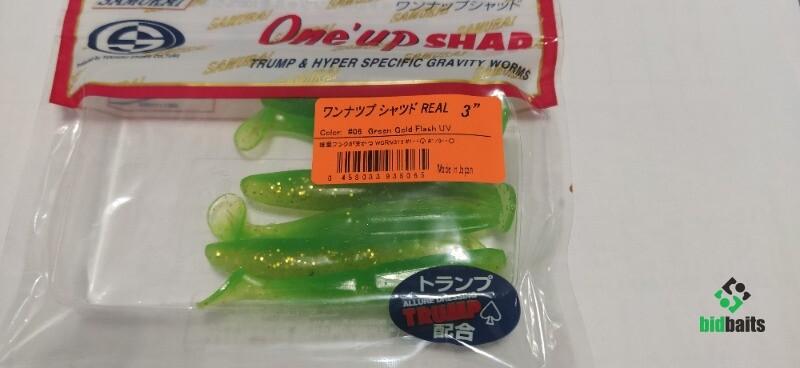 SAMURAI
ワンナップシャッド
One'up SHAD
TRUMP & HYPER SPECIFIC GRAVITY WORMS
ワンナップ シャッド REAL 3"
Color: #06 Green Gold Flash UV
Made in Japan
トランプ
ALLURE DRESSING
TRUMP
配合
bidbaits